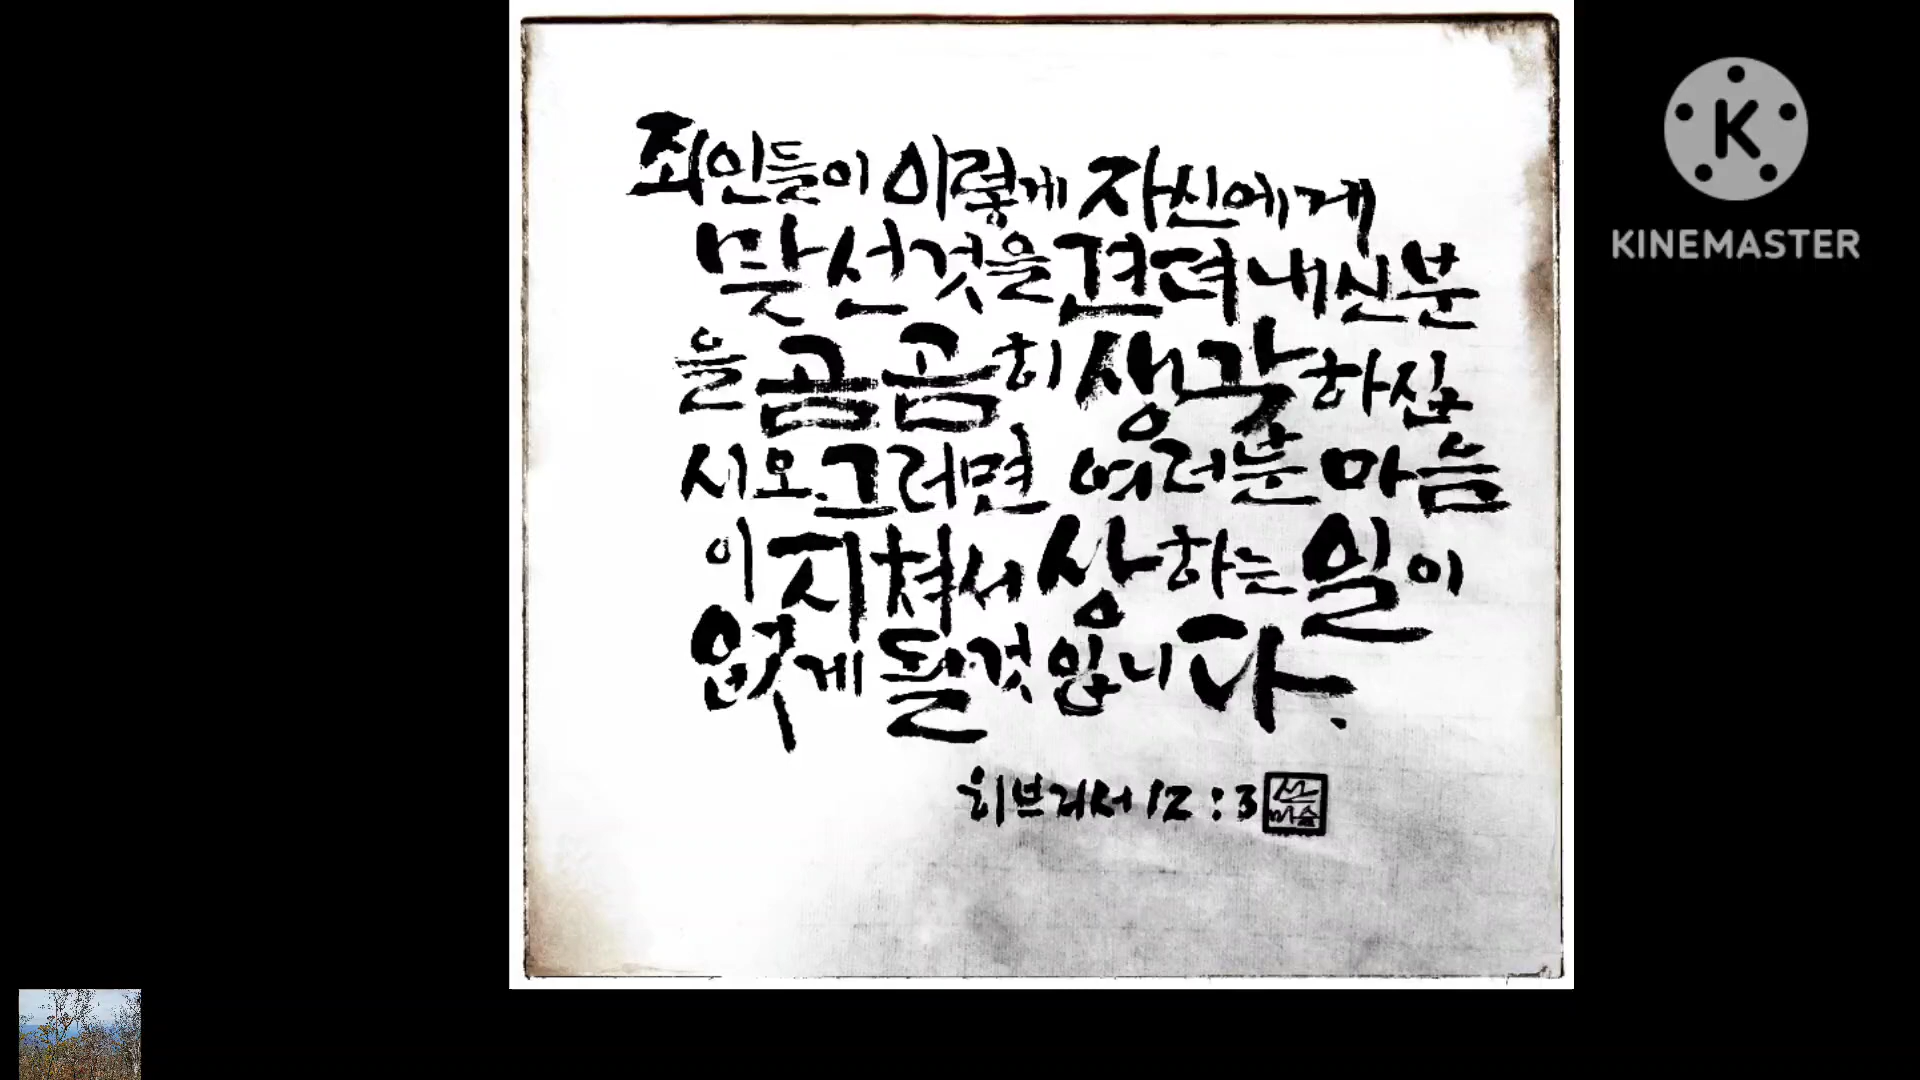 죄인들이 이렇게 자신에게
맞선것을 견뎌 내신분
을 곰곰히 생각하십
시오.그러면 여러분 마음
이 지쳐서 상하는 일이
없게 될것입니다.
히브리서 12:3
산
마슬
KINEMASTER